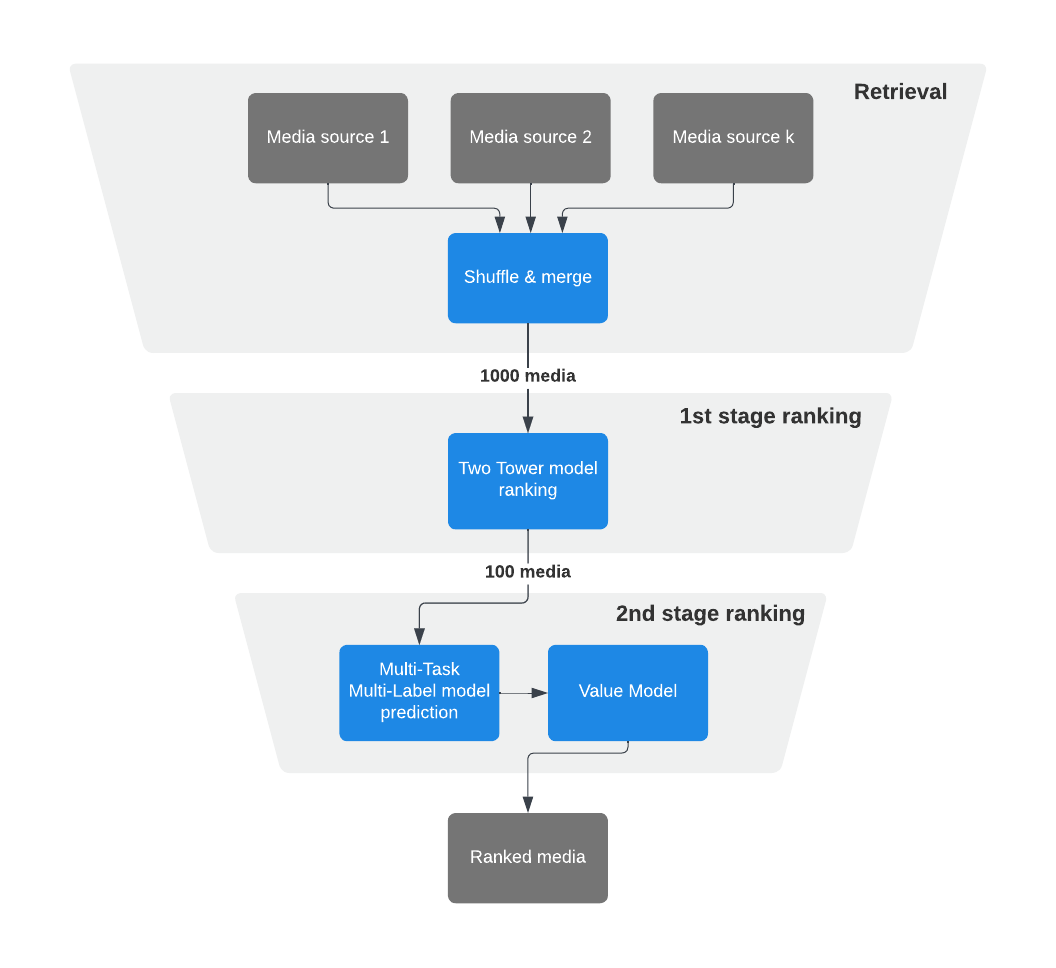 Retrieval
Media source 1
Media source 2
Media source k
Shuffle & merge
1000 media
1st stage ranking
Two Tower model
ranking
100 media
2nd stage ranking
Multi-Task
Multi-Label model
prediction
Value Model
Ranked media